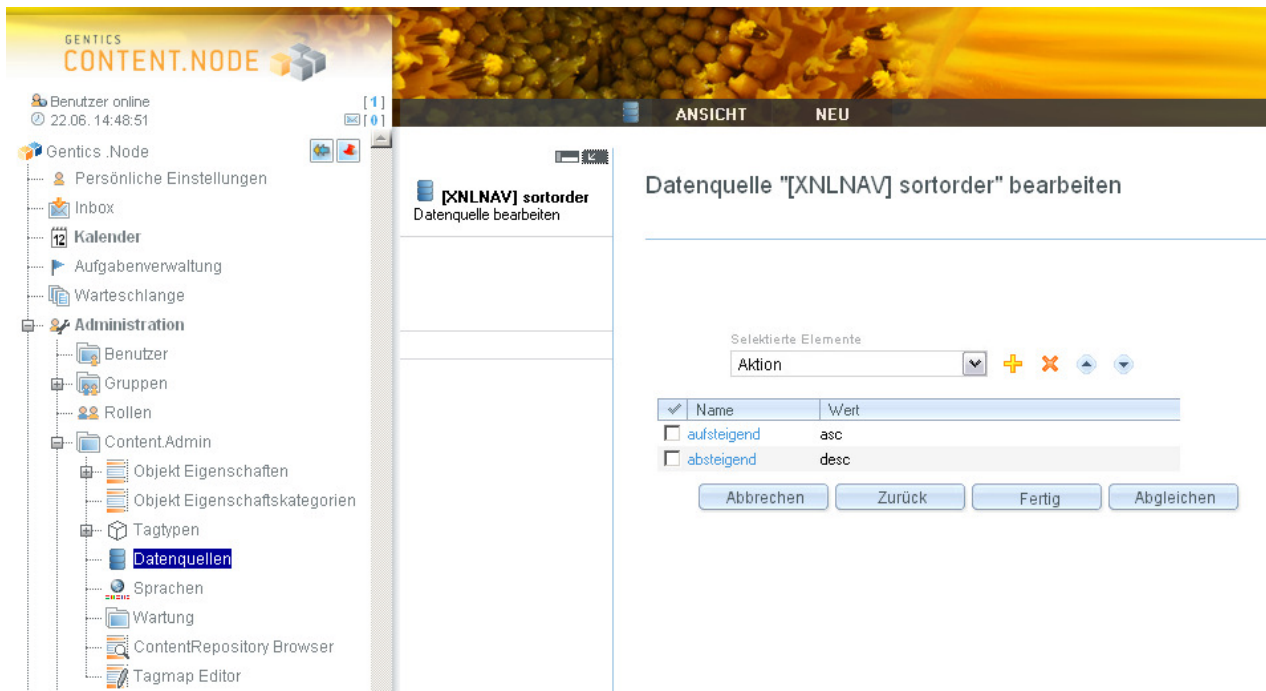 GENTICS
CONTENT.NODE
Benutzer online [1]
22.06. 14:48:51 [0]
ANSICHT NEU
Gentics .Node
Persönliche Einstellungen
Inbox
12 Kalender
Aufgabenverwaltung
Warteschlange
Administration
Benutzer
Gruppen
Rollen
Content.Admin
Objekt Eigenschaften
Objekt Eigenschaftskategorien
Tagtypen
Datenquellen
Sprachen
Wartung
ContentRepository Browser
Tagmap Editor
[XNLNAV] sortorder
Datenquelle bearbeiten
Datenquelle "[XNLNAV] sortorder" bearbeiten
Selektierte Elemente
Aktion
Name Wert
aufsteigend asc
absteigend desc
Abbrechen Zurück Fertig Abgleichen